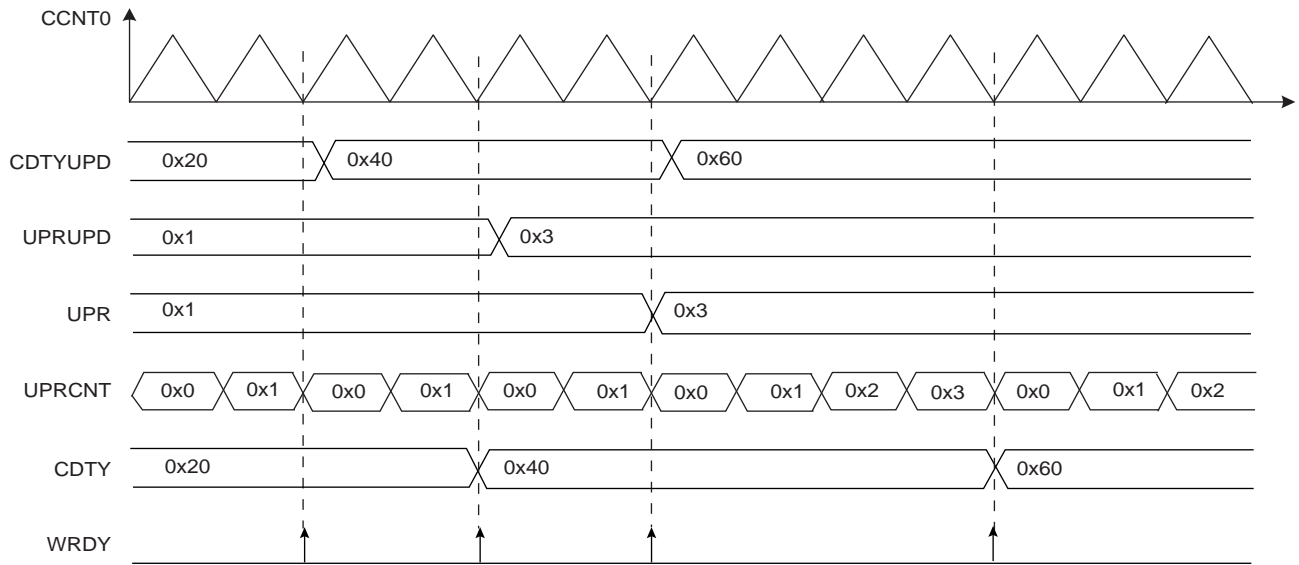 CCNT0
CDTYUPD 0x20 0x40 0x60
UPRUPD 0x1 0x3
UPR 0x1 0x3
UPRCNT 0x0 0x1 0x0 0x1 0x0 0x1 0x0 0x1 0x2 0x3 0x0 0x1 0x2
CDTY 0x20 0x40 0x60
WRDY